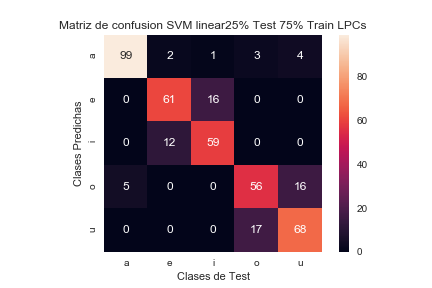 Matriz de confusion SVM linear25% Test 75% Train LPCs
a 99 2 1 3 4
e 0 61 16 0 0
i 0 12 59 0 0
o 5 0 0 56 16
u 0 0 0 17 68
a e i o u
Clases Predichas
Clases de Test
80
60
40
20
0